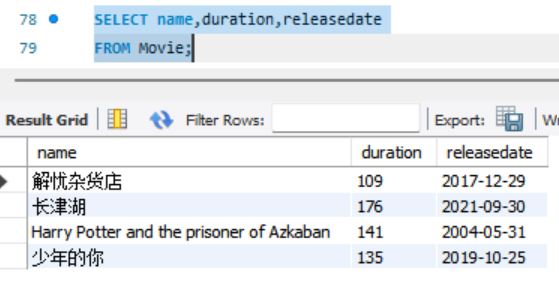 78 SELECT name,duration,releasedate
79 FROM Movie;
Result Grid Filter Rows: Export: W
name duration releasedate
解忧杂货店 109 2017-12-29
长津湖 176 2021-09-30
Harry Potter and the prisoner of Azkaban 141 2004-05-31
少年的你 135 2019-10-25